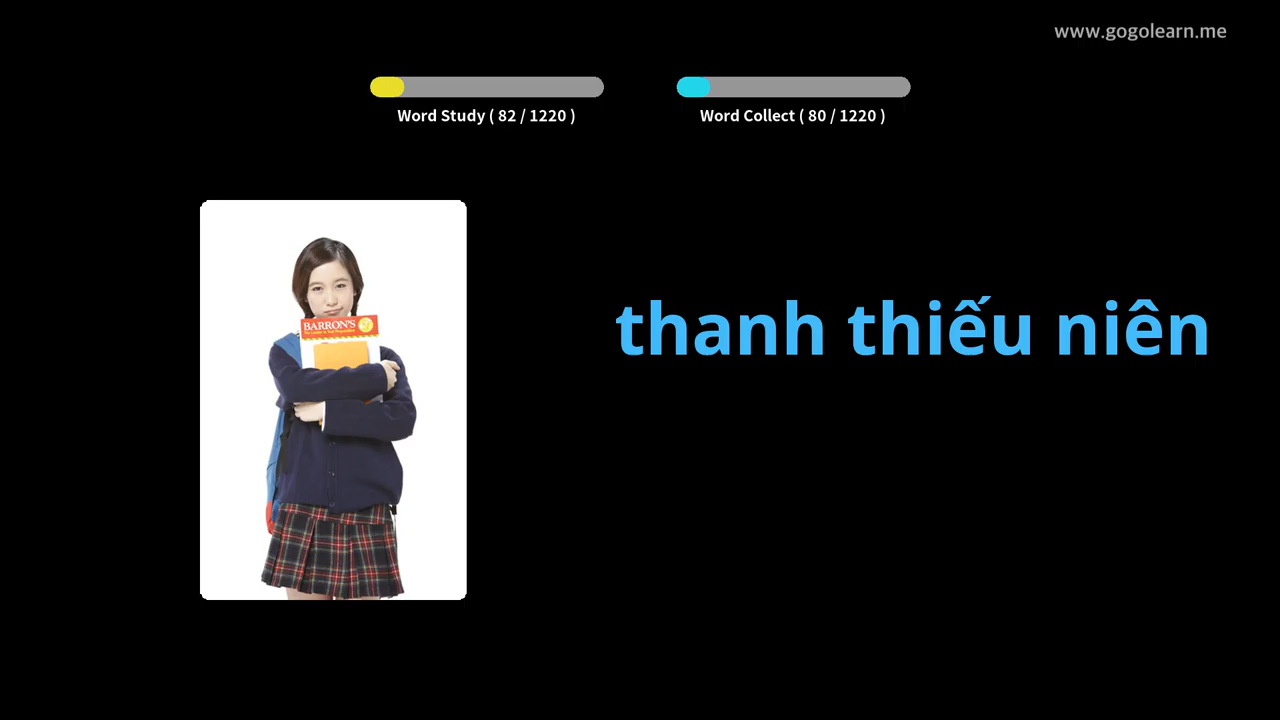 www.gogolearn.me
Word Study ( 82 / 1220 )
Word Collect ( 80 / 1220 )
BARRON'S
thanh thiếu niên